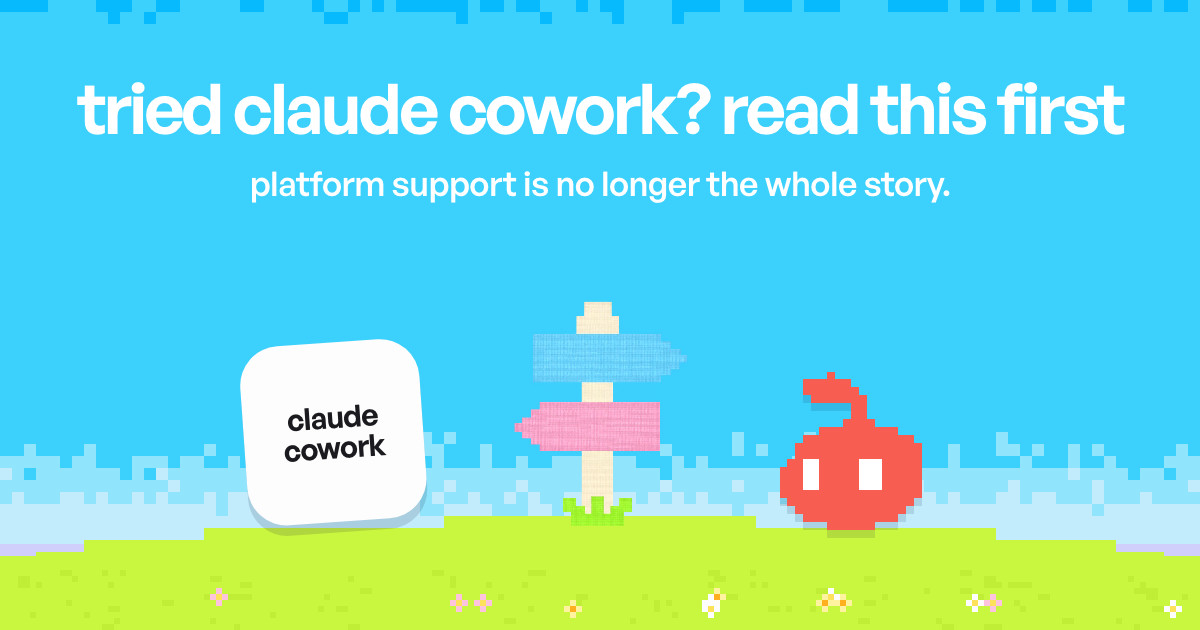 tried claude cowork? read this first
platform support is no longer the whole story.
claude
cowork